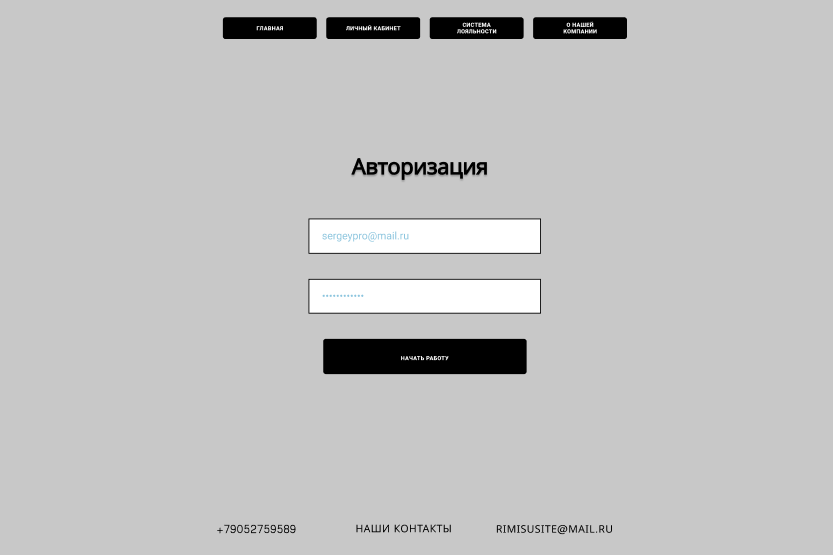 ГЛАВНАЯ
ЛИЧНЫЙ КАБИНЕТ
СИСТЕМА
ЛОЯЛЬНОСТИ
О НАШЕЙ
КОМПАНИИ
Авторизация
sergeypro@mail.ru
••••••••••••
НАЧАТЬ РАБОТУ
+79052759589
НАШИ КОНТАКТЫ
RIMISUSITE@MAIL.RU